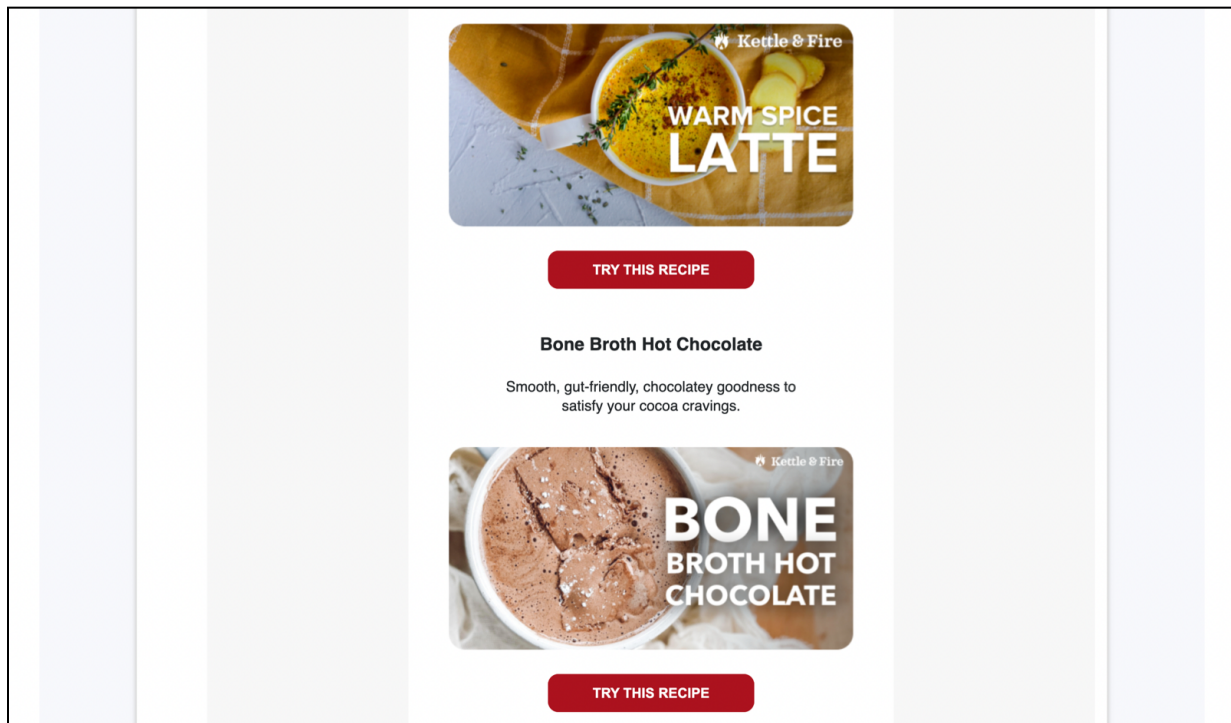 Kettle & Fire
WARM SPICE
LATTE
TRY THIS RECIPE
Bone Broth Hot Chocolate
Smooth, gut-friendly, chocolatey goodness to
satisfy your cocoa cravings.
Kettle & Fire
BONE
BROTH HOT
CHOCOLATE
TRY THIS RECIPE